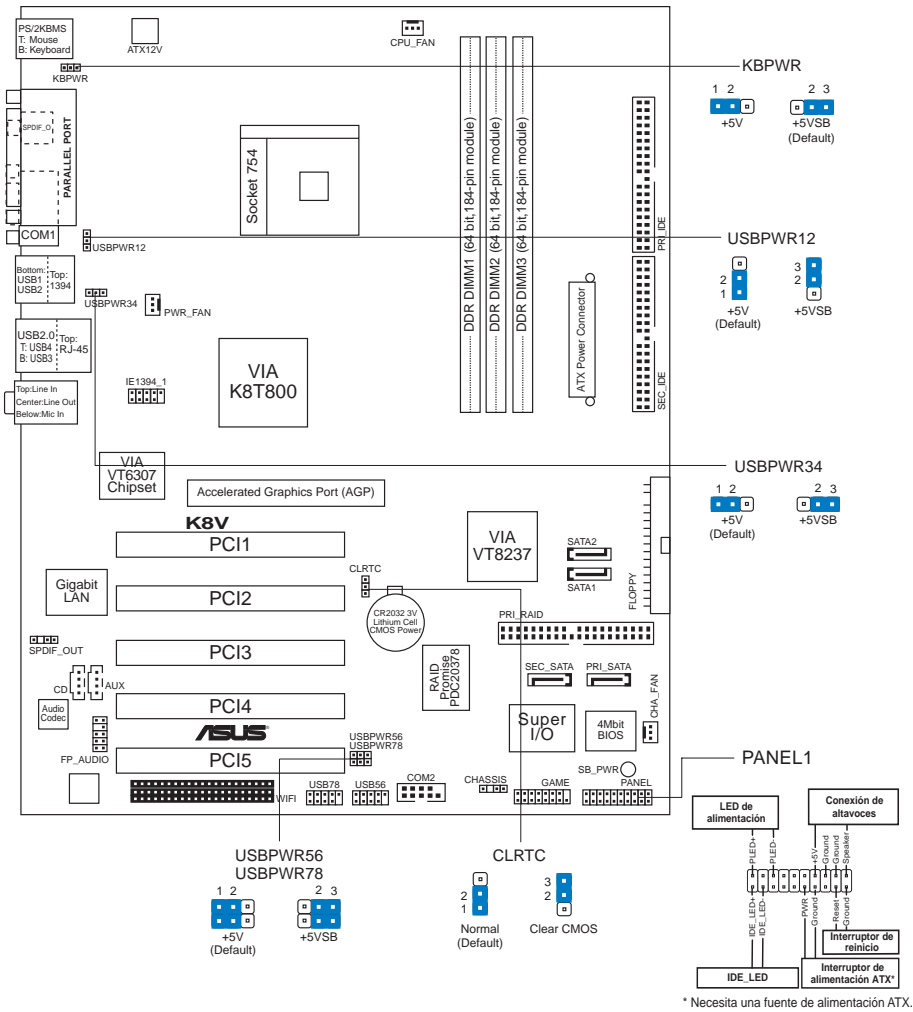 PS/2KBMS
T: Mouse
B: Keyboard
ATX12V
CPU_FAN
KBPWR
KBPWR
1 2
+5V
2 3
+5VSB
(Default)
SPDIF_O
PARALLEL PORT
Socket 754
DDR DIMM1 (64 bit,184-pin module)
DDR DIMM2 (64 bit,184-pin module)
DDR DIMM3 (64 bit,184-pin module)
PRI_IDE
COM1
USBPWR12
USBPWR12
2
1
+5V
(Default)
3
2
+5VSB
Bottom:
USB1
USB2
Top:
1394
USBPWR34
PWR_FAN
ATX Power Connector
SEC_IDE
USB2.0
T: USB4
B: USB3
Top:
RJ-45
VIA
K8T800
IE1394_1
Top:Line In
Center:Line Out
Below:Mic In
VIA
VT6307
Chipset
USBPWR34
1 2
+5V
(Default)
2 3
+5VSB
Accelerated Graphics Port (AGP)
K8V
PCI1
VIA
VT8237
SATA2
SATA1
FLOPPY
Gigabit
LAN
PCI2
CLRTC
CR2032 3V
Lithium Cell
CMOS Power
PRI_RAID
SPDIF_OUT
PCI3
RAID
Promise
PDC20378
SEC_SATA
PRI_SATA
CD
AUX
Audio
Codec
PCI4
Super
I/O
4Mbit
BIOS
CHA_FAN
ASUS
FP_AUDIO
PCI5
USBPWR56
USBPWR78
SB_PWR
PANEL1
WIFI
USB78
USB56
COM2
CHASSIS
GAME
PANEL
USBPWR56
USBPWR78
1 2
+5V
(Default)
2 3
+5VSB
CLRTC
2
1
Normal
(Default)
3
2
Clear CMOS
LED de
alimentación
Conexión de
altavoces
PLED+
PLED-
+5V
Ground
Ground
Speaker
IDE_LED+
IDE_LED-
PWR
Ground
Reset
Ground
Interruptor de
reinicio
IDE_LED
Interruptor de
alimentación ATX*
* Necesita una fuente de alimentación ATX.